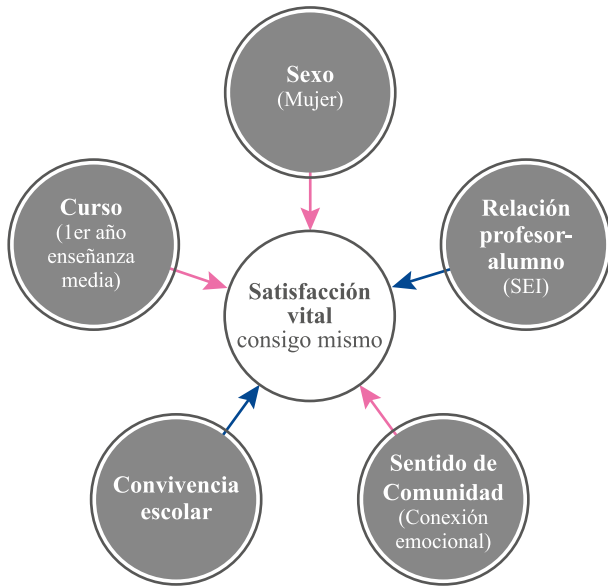 Sexo
(Mujer)
Curso
(1er año
enseñanza
media)
Relación
profesor-
alumno
(SEI)
Satisfacción
vital
consigo mismo
Convivencia
escolar
Sentido de
Comunidad
(Conexión
emocional)